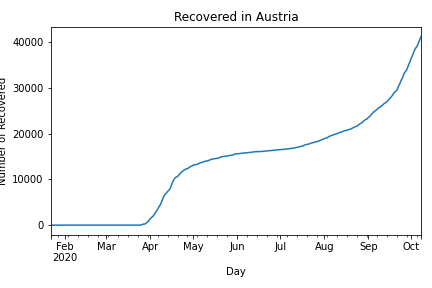 Recovered in Austria
Number of Recovered
40000
30000
20000
10000
0
Feb Mar Apr May Jun Jul Aug Sep Oct
2020
Day